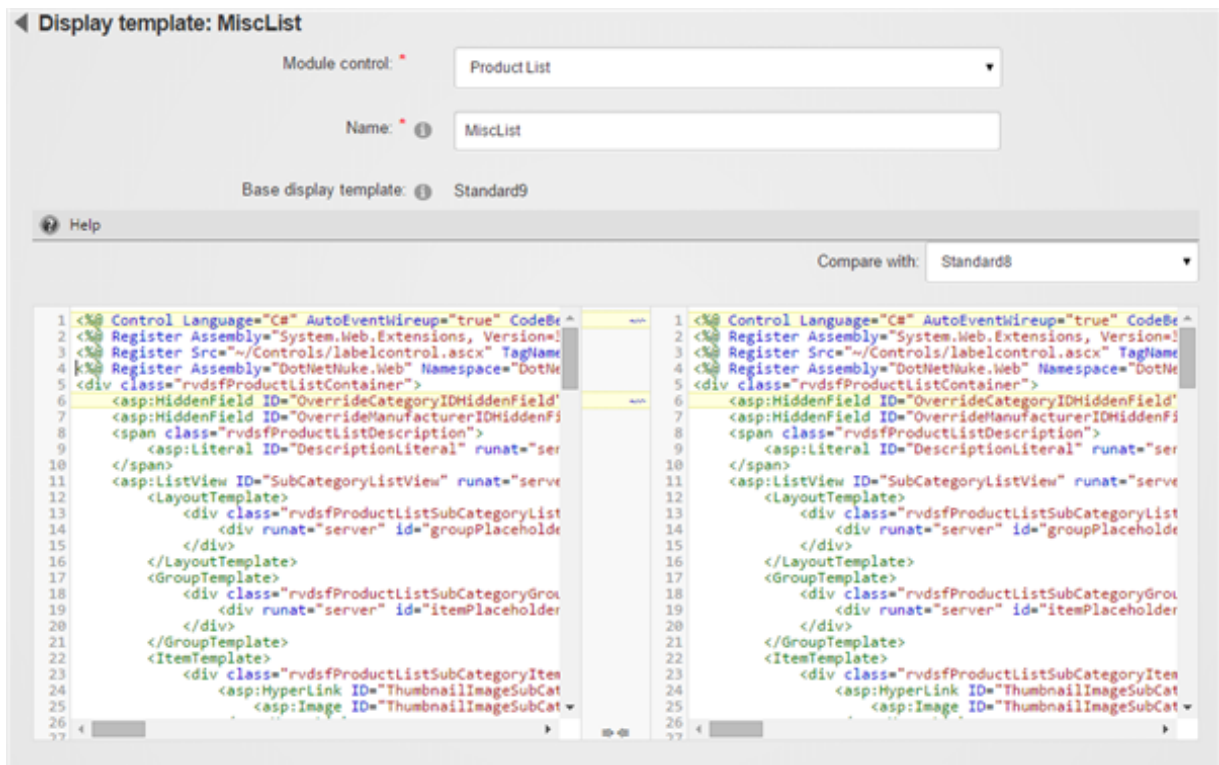 Display template: MiscList
Module control: *
Product List
Name: *
MiscList
Base display template:
Standard9
Help
Compare with:
Standard8
1 <%@ Control Language="C#" AutoEventWireup="true" CodeBe
2 <%@ Register Assembly="System.Web.Extensions, Version=3
3 <%@ Register Src="~/Controls/labelcontrol.ascx" TagName
4 <%@ Register Assembly="DotNetNuke.Web" Namespace="DotNe
5 <div class="rvdsfProductListContainer">
6 <asp:HiddenField ID="OverrideCategoryIDHiddenField"
7 <asp:HiddenField ID="OverrideManufacturerIDHiddenFi
8 <span class="rvdsfProductListDescription">
9 <asp:Literal ID="DescriptionLiteral" runat="ser
10 </span>
11 <asp:ListView ID="SubCategoryListView" runat="serve
12 <LayoutTemplate>
13 <div class="rvdsfProductListSubCategoryList
14 <div runat="server" id="groupPlaceholde
15 </div>
16 </LayoutTemplate>
17 <GroupTemplate>
18 <div class="rvdsfProductListSubCategoryGrou
19 <div runat="server" id="itemPlaceholder
20 </div>
21 </GroupTemplate>
22 <ItemTemplate>
23 <div class="rvdsfProductListSubCategoryItem
24 <asp:HyperLink ID="ThumbnailImageSubCat
25 <asp:Image ID="ThumbnailImageSubCat
26
27
1 <%@ Control Language="C#" AutoEventWireup="true" CodeBe
2 <%@ Register Assembly="System.Web.Extensions, Version=3
3 <%@ Register Src="~/Controls/labelcontrol.ascx" TagName
4 <%@ Register Assembly="DotNetNuke.Web" Namespace="DotNe
5 <div class="rvdsfProductListContainer">
6 <asp:HiddenField ID="OverrideCategoryIDHiddenField"
7 <asp:HiddenField ID="OverrideManufacturerIDHiddenFi
8 <span class="rvdsfProductListDescription">
9 <asp:Literal ID="DescriptionLiteral" runat="ser
10 </span>
11 <asp:ListView ID="SubCategoryListView" runat="serve
12 <LayoutTemplate>
13 <div class="rvdsfProductListSubCategoryList
14 <div runat="server" id="groupPlaceholde
15 </div>
16 </LayoutTemplate>
17 <GroupTemplate>
18 <div class="rvdsfProductListSubCategoryGrou
19 <div runat="server" id="itemPlaceholder
20 </div>
21 </GroupTemplate>
22 <ItemTemplate>
23 <div class="rvdsfProductListSubCategoryItem
24 <asp:HyperLink ID="ThumbnailImageSubCat
25 <asp:Image ID="ThumbnailImageSubCat
26
27